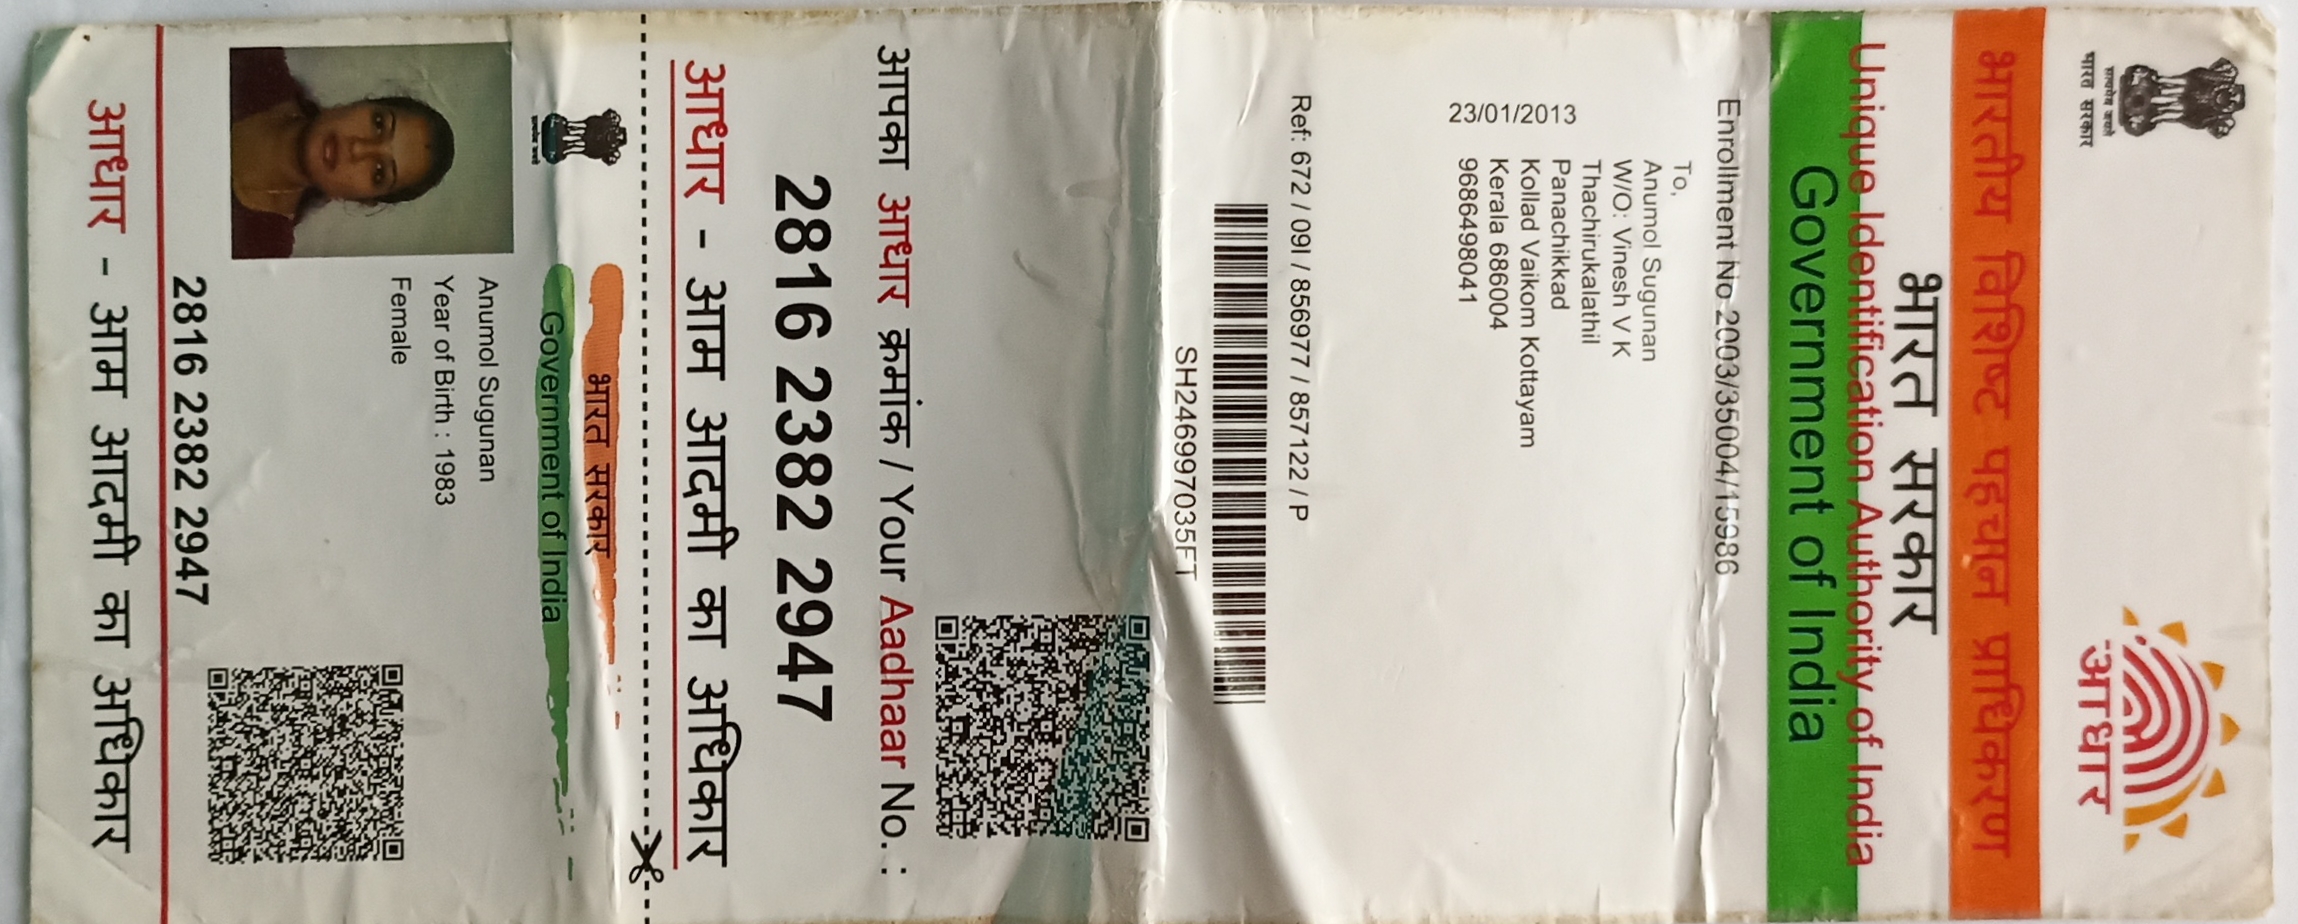 सत्यमेव जयते
भारत सरकार
आधार
भारतीय विशिष्ट पहचान प्राधिकरण
भारत सरकार
Unique Identification Authority of India
Government of India
Enrollment No 2003/35004/15986
To,
Anumol Sugunan
W/O: Vinesh V K
Thachirukalathil
Panachikkad
Kollad Vaikom Kottayam
Kerala 686004
9686498041
23/01/2013
Ref: 672 / 09I / 856977 / 857122 / P
SH246997035FT
आपका आधार क्रमांक / Your Aadhaar No. :
2816 2382 2947
आधार - आम आदमी का अधिकार
सत्यमेव जयते
भारत सरकार
Government of India
Anumol Sugunan
Year of Birth : 1983
Female
2816 2382 2947
आधार - आम आदमी का अधिकार